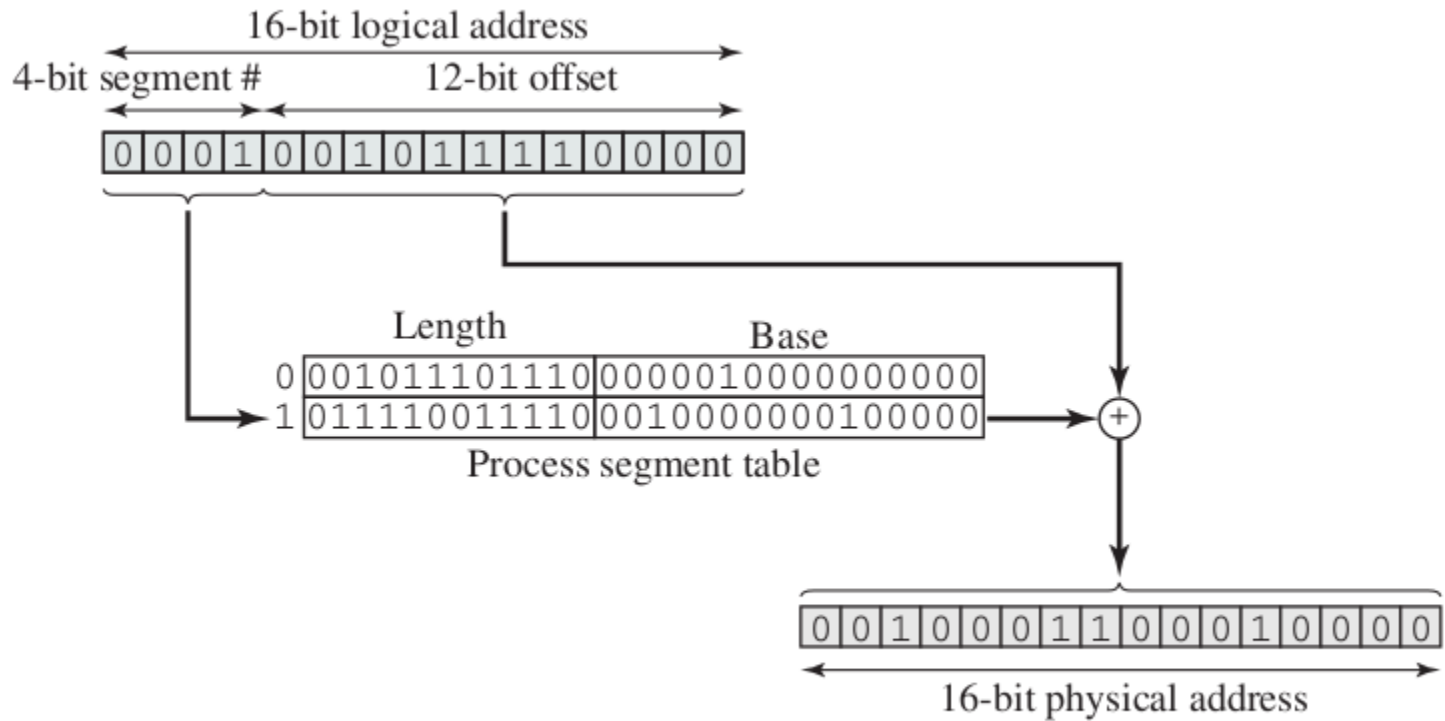 16-bit logical address
4-bit segment # 12-bit offset
0 0 0 1 0 0 1 0 1 1 1 1 0 0 0 0
Length Base
0 001011101110 0000010000000000
1 011110011110 0010000000100000
+
Process segment table
0 0 1 0 0 0 1 1 0 0 0 1 0 0 0 0
16-bit physical address